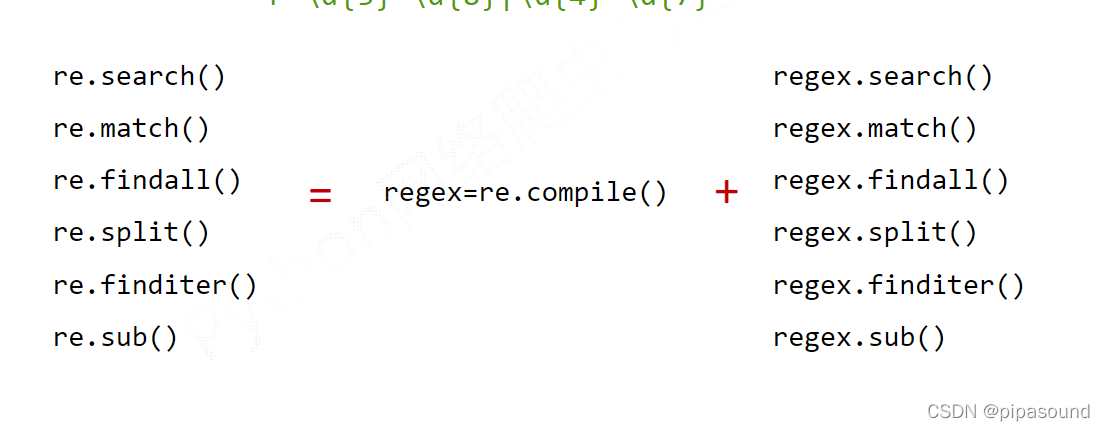 re.search()
re.match()
re.findall()
re.split()
re.finditer()
re.sub()
=
regex=re.compile()
+
regex.search()
regex.match()
regex.findall()
regex.split()
regex.finditer()
regex.sub()
Python网络爬虫
CSDN @pipasound